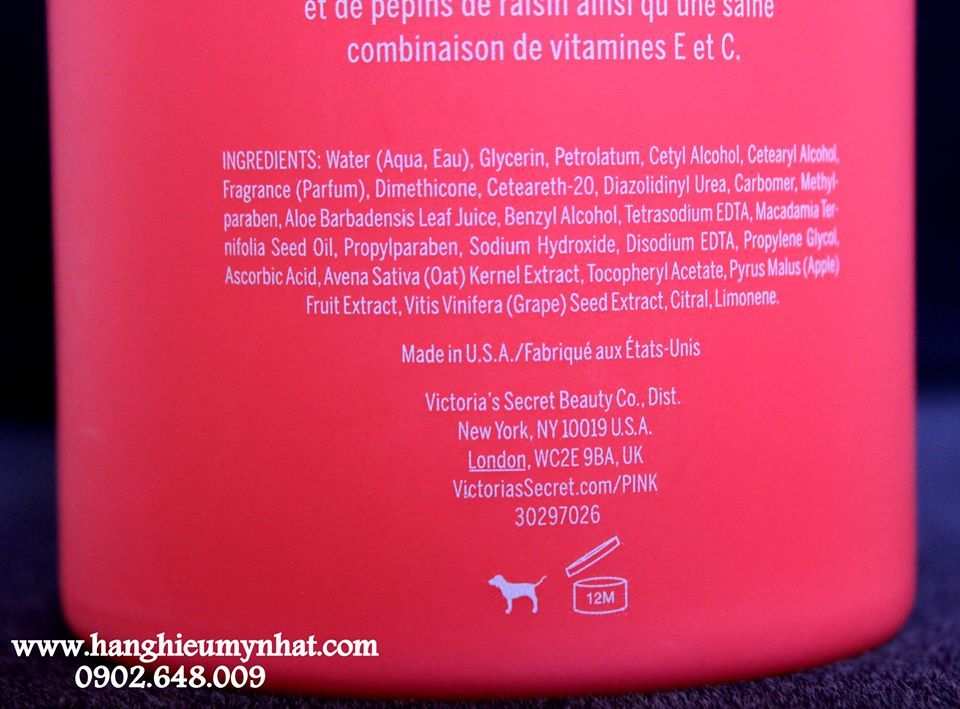 et de pépins de raisin ainsi qu'une saine
combinaison de vitamines E et C.
INGREDIENTS: Water (Aqua, Eau), Glycerin, Petrolatum, Cetyl Alcohol, Cetearyl Alcohol,
Fragrance (Parfum), Dimethicone, Ceteareth-20, Diazolidinyl Urea, Carbomer, Methyl-
paraben, Aloe Barbadensis Leaf Juice, Benzyl Alcohol, Tetrasodium EDTA, Macadamia Ter-
nifolia Seed Oil, Propylparaben, Sodium Hydroxide, Disodium EDTA, Propylene Glycol,
Ascorbic Acid, Avena Sativa (Oat) Kernel Extract, Tocopheryl Acetate, Pyrus Malus (Apple)
Fruit Extract, Vitis Vinifera (Grape) Seed Extract, Citral, Limonene.
Made in U.S.A./Fabriqué aux États-Unis
Victoria's Secret Beauty Co., Dist.
New York, NY 10019 U.S.A.
London, WC2E 9BA, UK
VictoriasSecret.com/PINK
30297026
12M
www.hanghieumynhat.com
0902.648.009